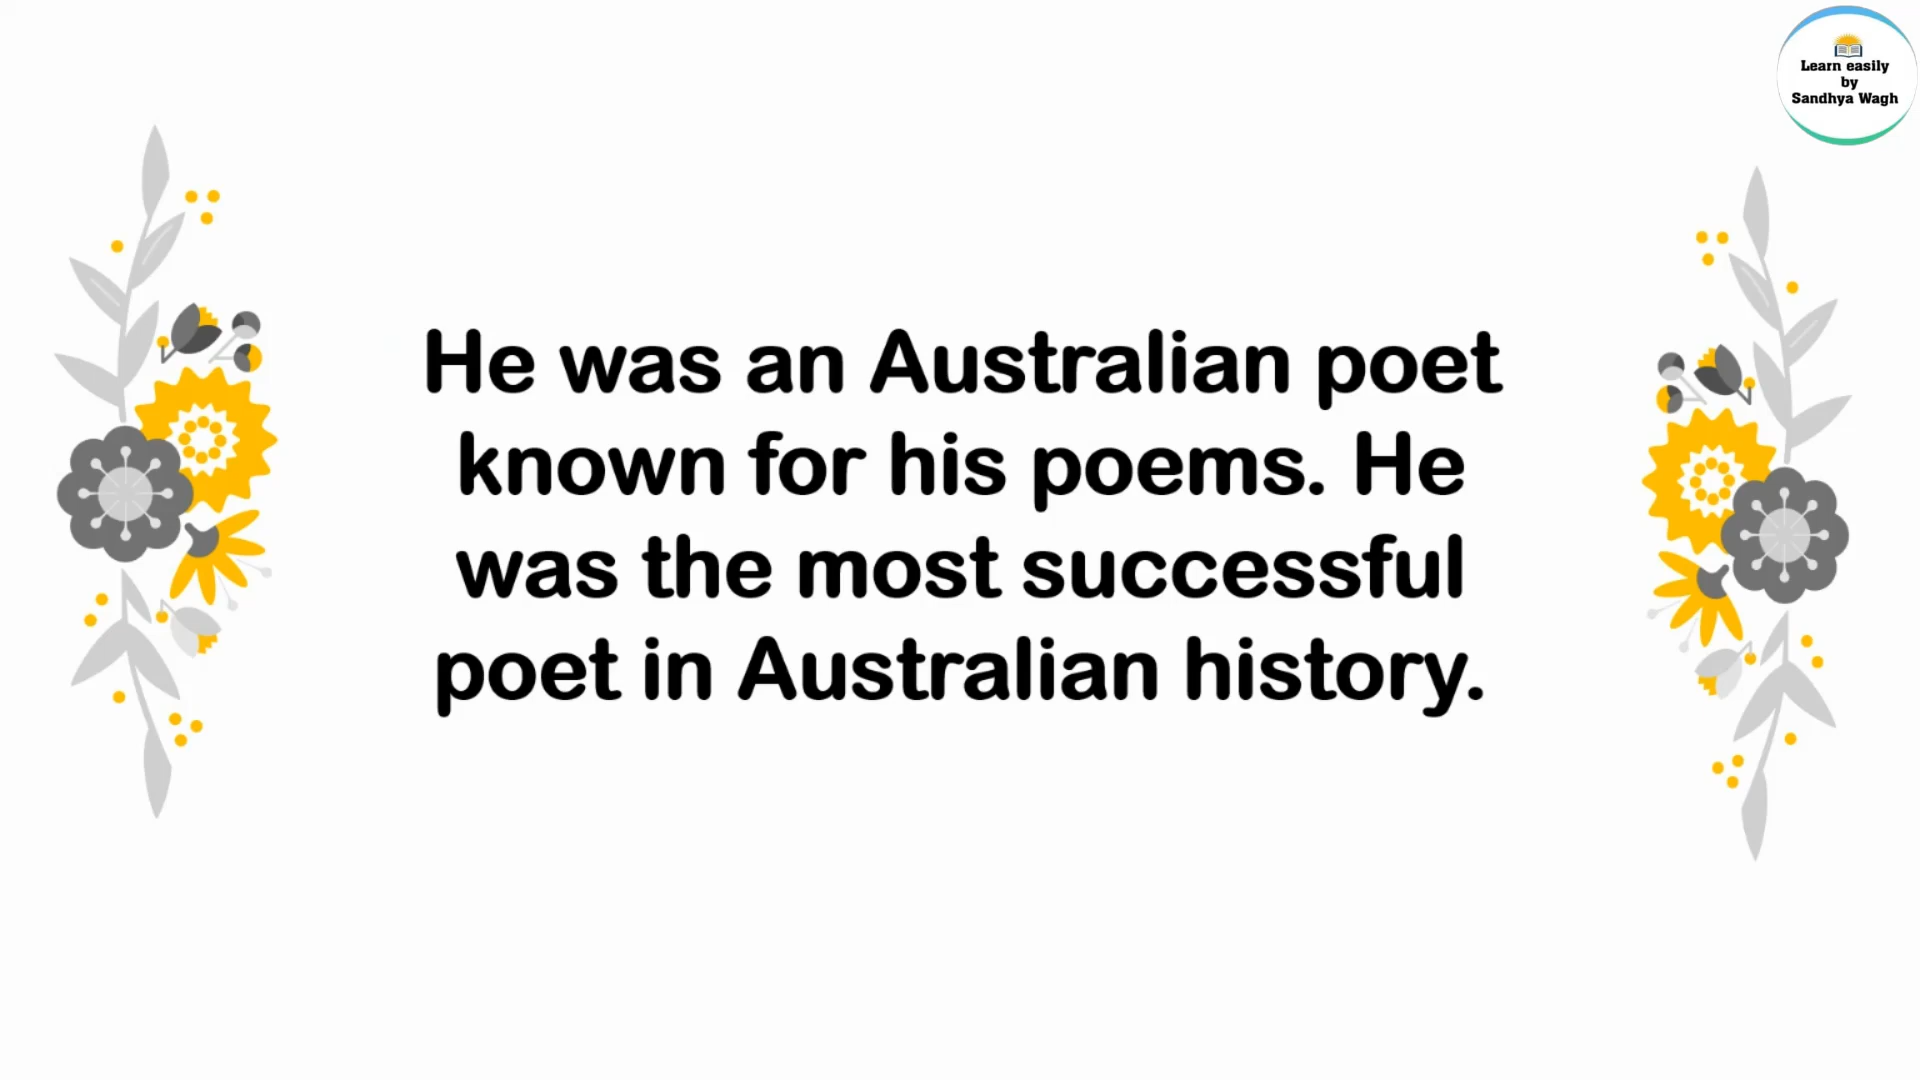 Learn easily
by
Sandhya Wagh
He was an Australian poet
known for his poems. He
was the most successful
poet in Australian history.